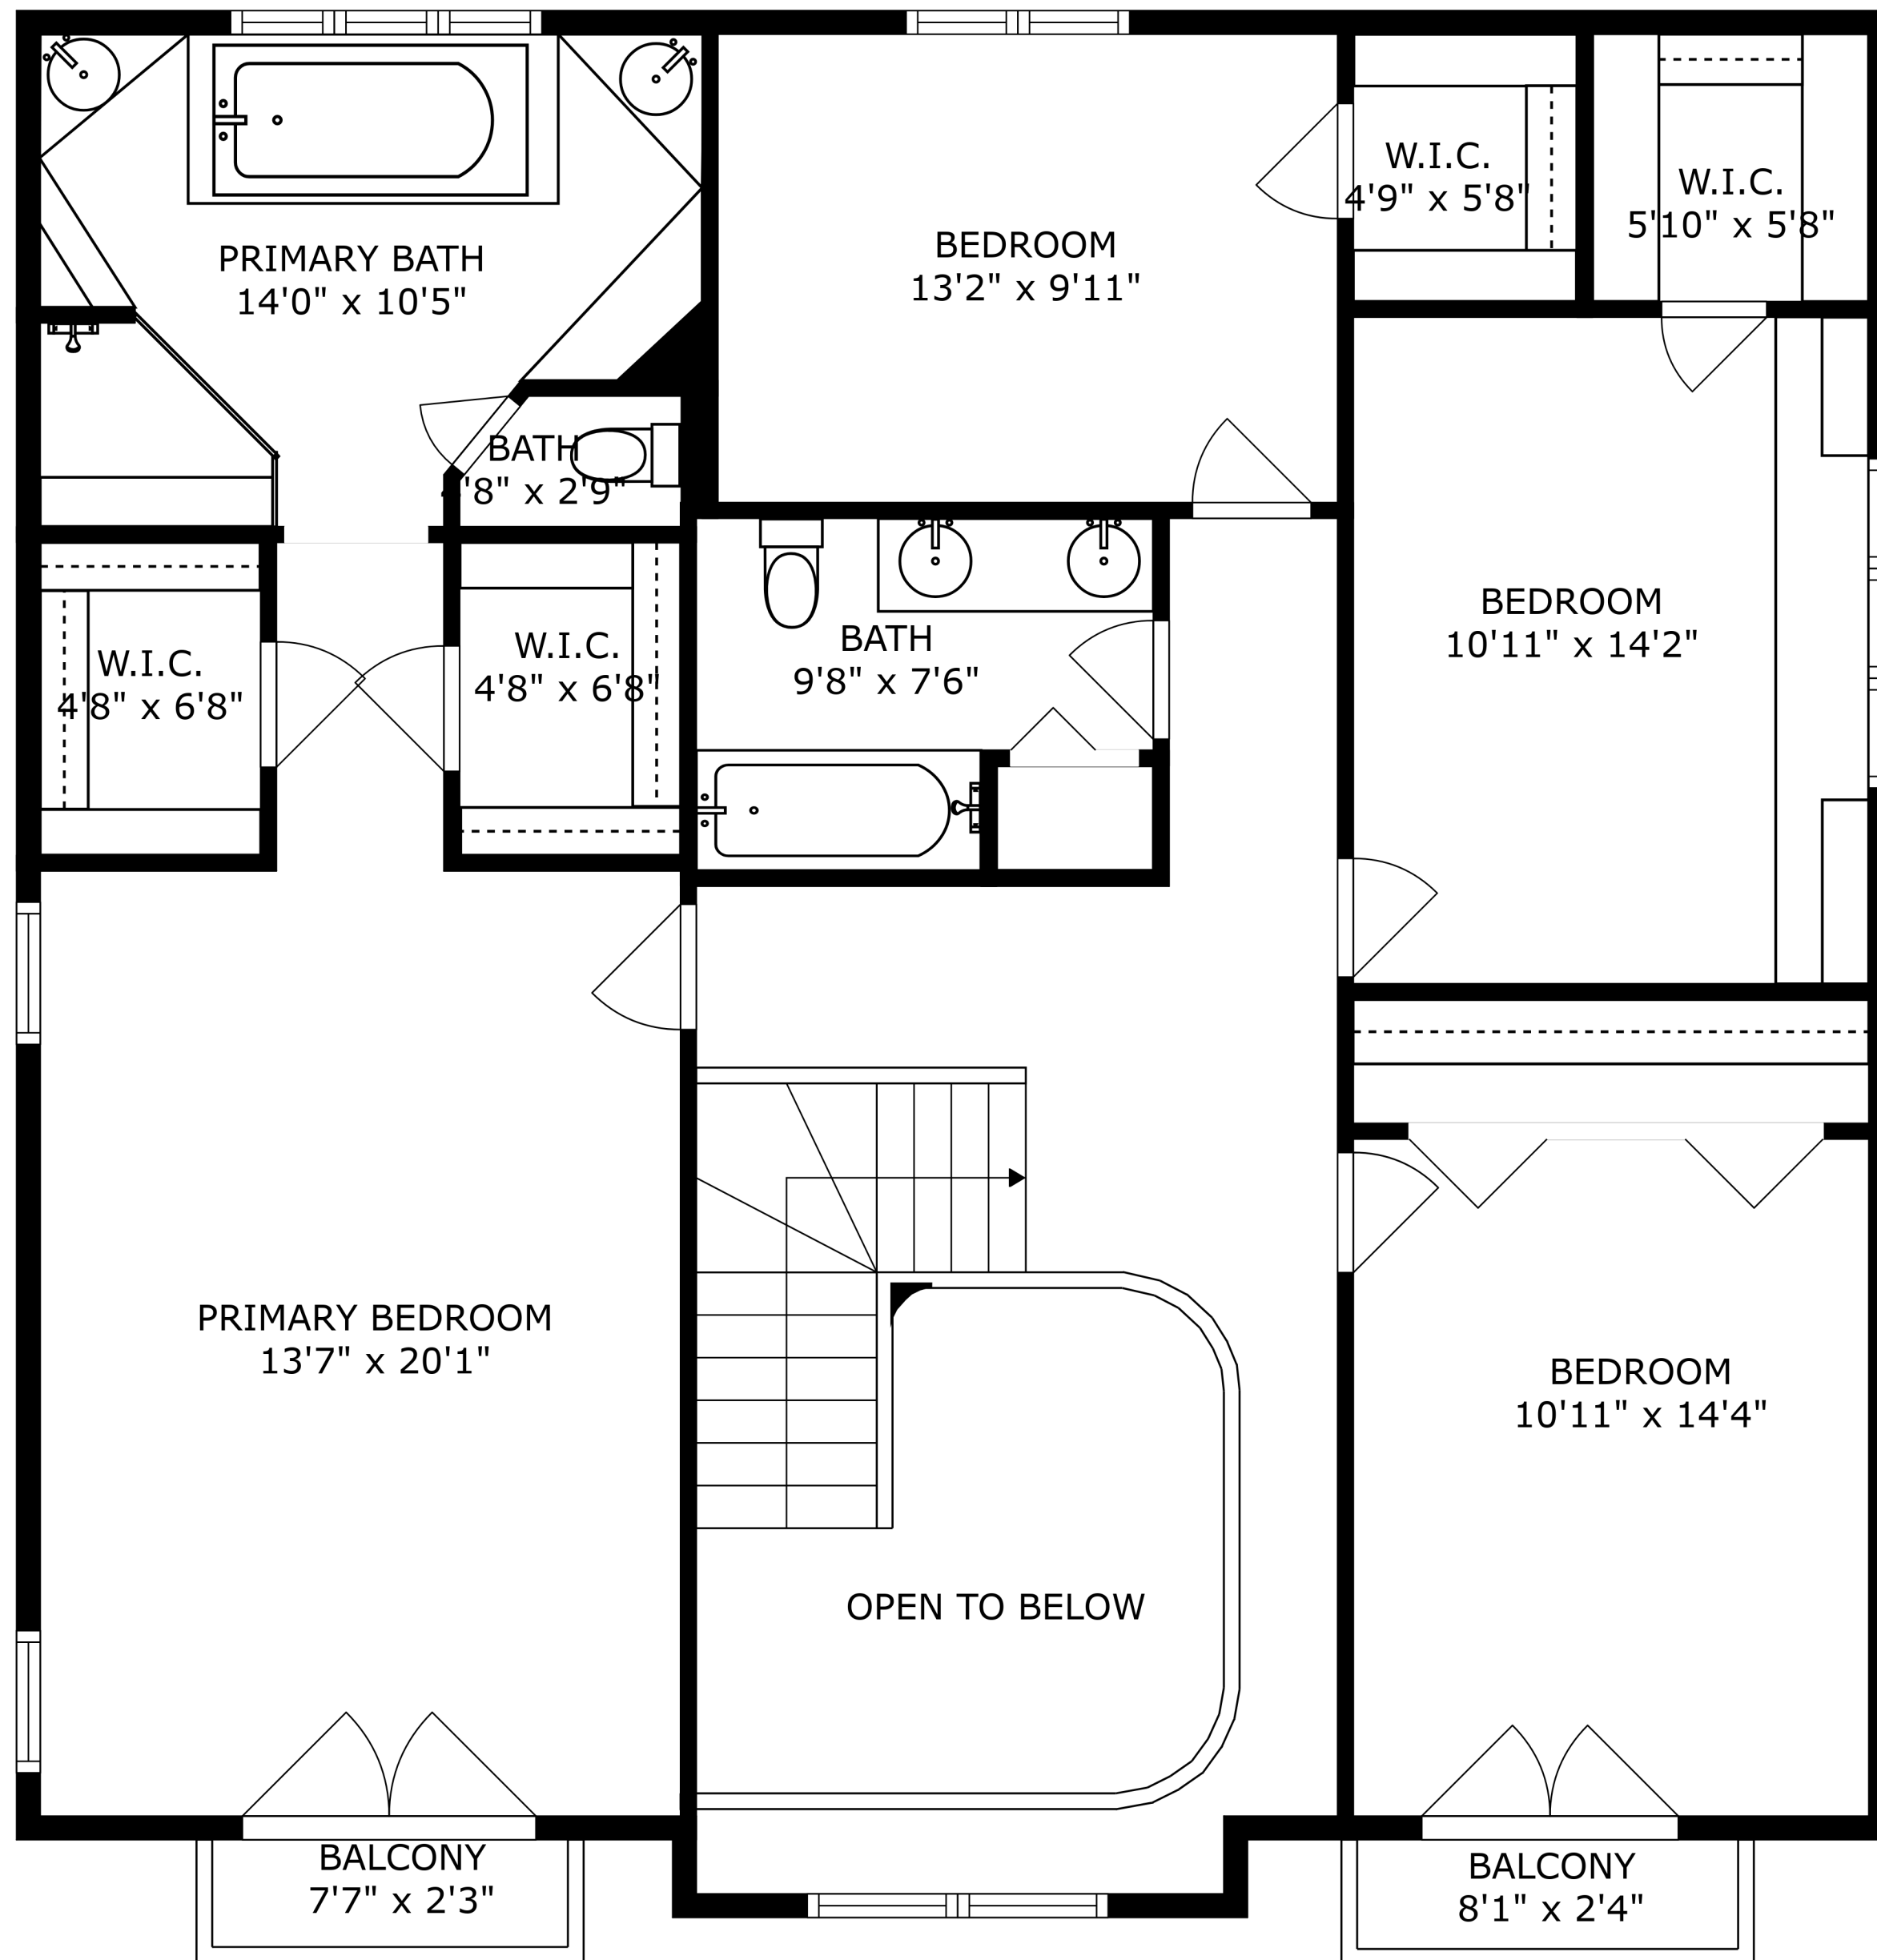 PRIMARY BATH
14'0" x 10'5"
BEDROOM
13'2" x 9'11"
W.I.C.
4'9" x 5'8"
W.I.C.
5'10" x 5'8"
BATH
'8" x 2'9"
W.I.C.
4'8" x 6'8"
W.I.C.
4'8" x 6'8"
BATH
9'8" x 7'6"
BEDROOM
10'11" x 14'2"
PRIMARY BEDROOM
13'7" x 20'1"
BEDROOM
10'11" x 14'4"
OPEN TO BELOW
BALCONY
7'7" x 2'3"
BALCONY
8'1" x 2'4"